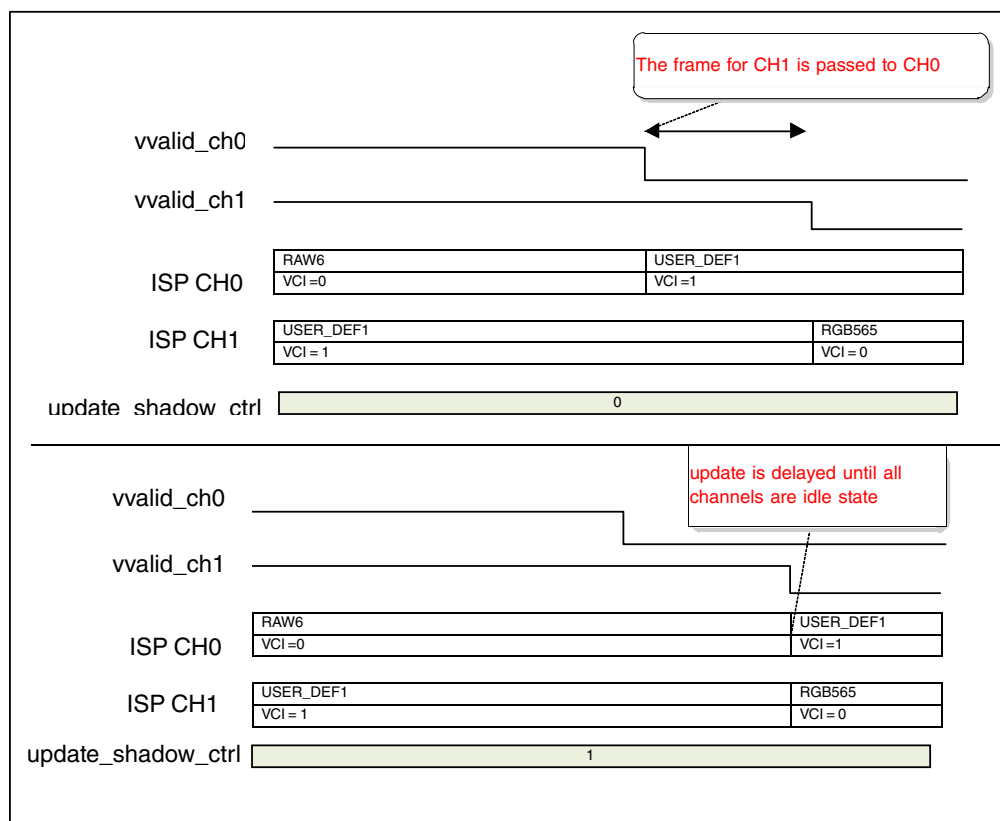 The frame for CH1 is passed to CH0
vvalid_ch0
vvalid_ch1
ISP CH0
RAW6
USER_DEF1
VCI =0
VCI =1
ISP CH1
USER_DEF1
RGB565
VCI = 1
VCI = 0
update_shadow_ctrl
0
update is delayed until all
channels are idle state
vvalid_ch0
vvalid_ch1
ISP CH0
RAW6
USER_DEF1
VCI =0
VCI =1
ISP CH1
USER_DEF1
RGB565
VCI = 1
VCI = 0
update_shadow_ctrl
1